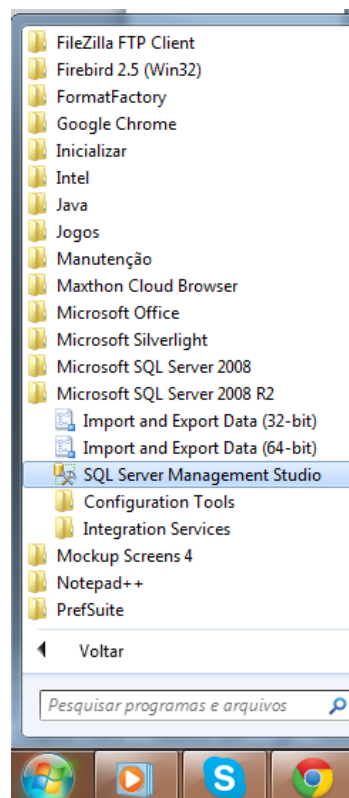 FileZilla FTP Client
Firebird 2.5 (Win32)
FormatFactory
Google Chrome
Inicializar
Intel
Java
Jogos
Manutenção
Maxthon Cloud Browser
Microsoft Office
Microsoft Silverlight
Microsoft SQL Server 2008
Microsoft SQL Server 2008 R2
Import and Export Data (32-bit)
Import and Export Data (64-bit)
SQL Server Management Studio
Configuration Tools
Integration Services
Mockup Screens 4
Notepad++
PrefSuite
Voltar
Pesquisar programas e arquivos